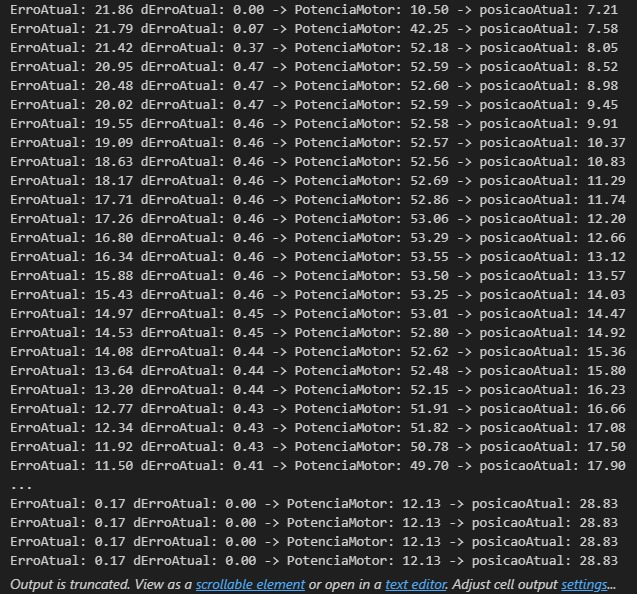 ErroAtual: 21.86 dErroAtual: 0.00 -> PotenciaMotor: 10.50 -> posicaoAtual: 7.21
ErroAtual: 21.79 dErroAtual: 0.07 -> PotenciaMotor: 42.25 -> posicaoAtual: 7.58
ErroAtual: 21.42 dErroAtual: 0.37 -> PotenciaMotor: 52.18 -> posicaoAtual: 8.05
ErroAtual: 20.95 dErroAtual: 0.47 -> PotenciaMotor: 52.59 -> posicaoAtual: 8.52
ErroAtual: 20.48 dErroAtual: 0.47 -> PotenciaMotor: 52.60 -> posicaoAtual: 8.98
ErroAtual: 20.02 dErroAtual: 0.47 -> PotenciaMotor: 52.59 -> posicaoAtual: 9.45
ErroAtual: 19.55 dErroAtual: 0.46 -> PotenciaMotor: 52.58 -> posicaoAtual: 9.91
ErroAtual: 19.09 dErroAtual: 0.46 -> PotenciaMotor: 52.57 -> posicaoAtual: 10.37
ErroAtual: 18.63 dErroAtual: 0.46 -> PotenciaMotor: 52.56 -> posicaoAtual: 10.83
ErroAtual: 18.17 dErroAtual: 0.46 -> PotenciaMotor: 52.69 -> posicaoAtual: 11.29
ErroAtual: 17.71 dErroAtual: 0.46 -> PotenciaMotor: 52.86 -> posicaoAtual: 11.74
ErroAtual: 17.26 dErroAtual: 0.46 -> PotenciaMotor: 53.06 -> posicaoAtual: 12.20
ErroAtual: 16.80 dErroAtual: 0.46 -> PotenciaMotor: 53.29 -> posicaoAtual: 12.66
ErroAtual: 16.34 dErroAtual: 0.46 -> PotenciaMotor: 53.55 -> posicaoAtual: 13.12
ErroAtual: 15.88 dErroAtual: 0.46 -> PotenciaMotor: 53.50 -> posicaoAtual: 13.57
ErroAtual: 15.43 dErroAtual: 0.46 -> PotenciaMotor: 53.25 -> posicaoAtual: 14.03
ErroAtual: 14.97 dErroAtual: 0.45 -> PotenciaMotor: 53.01 -> posicaoAtual: 14.47
ErroAtual: 14.53 dErroAtual: 0.45 -> PotenciaMotor: 52.80 -> posicaoAtual: 14.92
ErroAtual: 14.08 dErroAtual: 0.44 -> PotenciaMotor: 52.62 -> posicaoAtual: 15.36
ErroAtual: 13.64 dErroAtual: 0.44 -> PotenciaMotor: 52.48 -> posicaoAtual: 15.80
ErroAtual: 13.20 dErroAtual: 0.44 -> PotenciaMotor: 52.15 -> posicaoAtual: 16.23
ErroAtual: 12.77 dErroAtual: 0.43 -> PotenciaMotor: 51.91 -> posicaoAtual: 16.66
ErroAtual: 12.34 dErroAtual: 0.43 -> PotenciaMotor: 51.82 -> posicaoAtual: 17.08
ErroAtual: 11.92 dErroAtual: 0.43 -> PotenciaMotor: 50.78 -> posicaoAtual: 17.50
ErroAtual: 11.50 dErroAtual: 0.41 -> PotenciaMotor: 49.70 -> posicaoAtual: 17.90
...
ErroAtual: 0.17 dErroAtual: 0.00 -> PotenciaMotor: 12.13 -> posicaoAtual: 28.83
ErroAtual: 0.17 dErroAtual: 0.00 -> PotenciaMotor: 12.13 -> posicaoAtual: 28.83
ErroAtual: 0.17 dErroAtual: 0.00 -> PotenciaMotor: 12.13 -> posicaoAtual: 28.83
ErroAtual: 0.17 dErroAtual: 0.00 -> PotenciaMotor: 12.13 -> posicaoAtual: 28.83
Output is truncated. View as a scrollable element or open in a text editor. Adjust cell output settings...